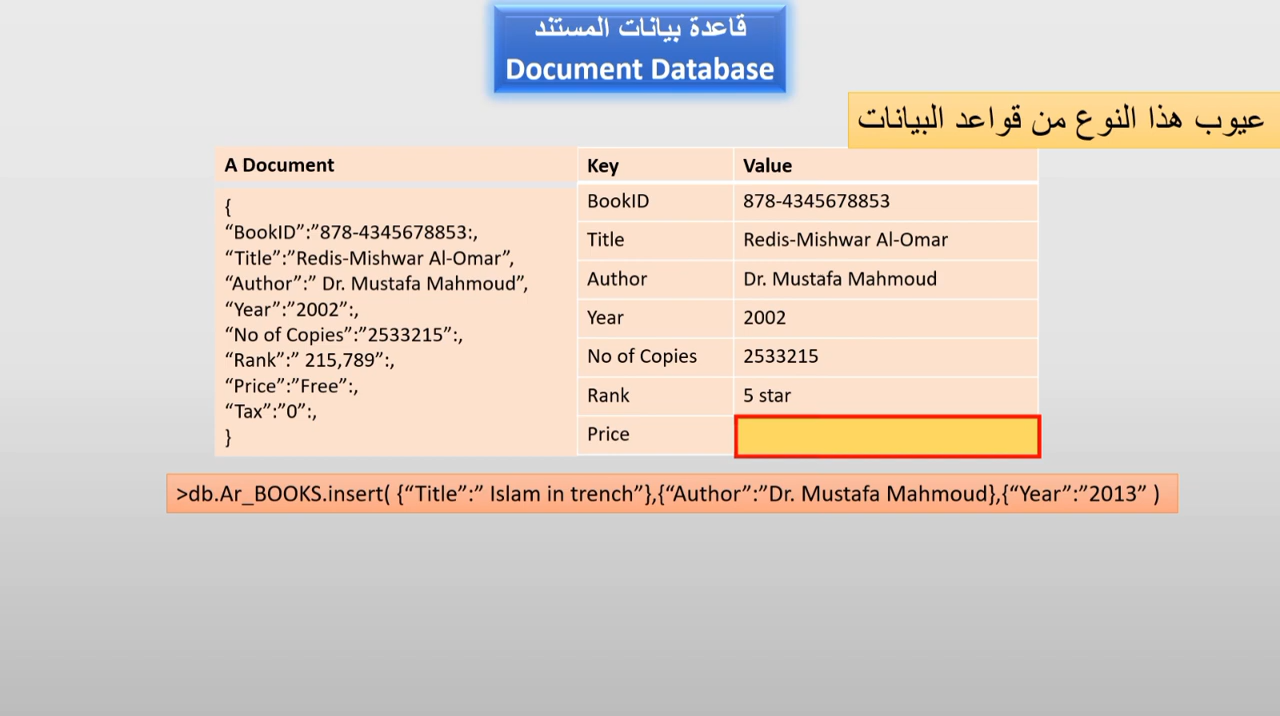 قاعدة بيانات المستند
Document Database
عيوب هذا النوع من قواعد البيانات
A Document
{
“BookID”:”878-4345678853:,
“Title”:”Redis-Mishwar Al-Omar”,
“Author”:” Dr. Mustafa Mahmoud”,
“Year”:”2002”:,
“No of Copies”:”2533215”:,
“Rank”:” 215,789”:,
“Price”:”Free”:,
“Tax”:”0”:,
}
Key Value
BookID 878-4345678853
Title Redis-Mishwar Al-Omar
Author Dr. Mustafa Mahmoud
Year 2002
No of Copies 2533215
Rank 5 star
Price
>db.Ar_BOOKS.insert( {“Title”:” Islam in trench”},{“Author”:”Dr. Mustafa Mahmoud},{“Year”:”2013” )